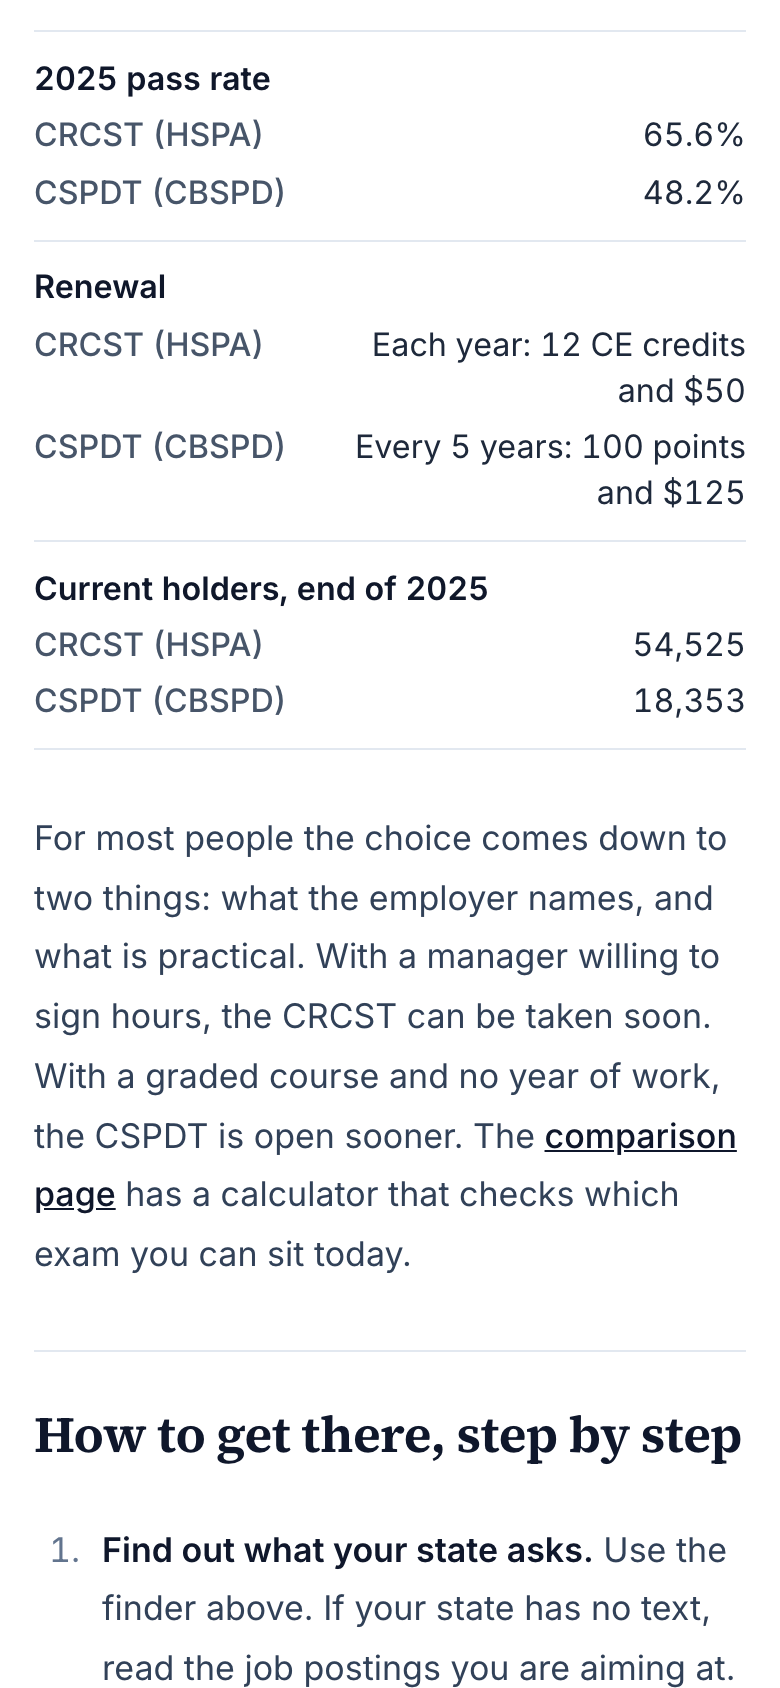 2025 pass rate
CRCST (HSPA) 65.6%
CSPDT (CBSPD) 48.2%
Renewal
CRCST (HSPA) Each year: 12 CE credits
and $50
CSPDT (CBSPD) Every 5 years: 100 points
and $125
Current holders, end of 2025
CRCST (HSPA) 54,525
CSPDT (CBSPD) 18,353
For most people the choice comes down to
two things: what the employer names, and
what is practical. With a manager willing to
sign hours, the CRCST can be taken soon.
With a graded course and no year of work,
the CSPDT is open sooner. The comparison
page has a calculator that checks which
exam you can sit today.
How to get there, step by step
1. Find out what your state asks. Use the
finder above. If your state has no text,
read the job postings you are aiming at.